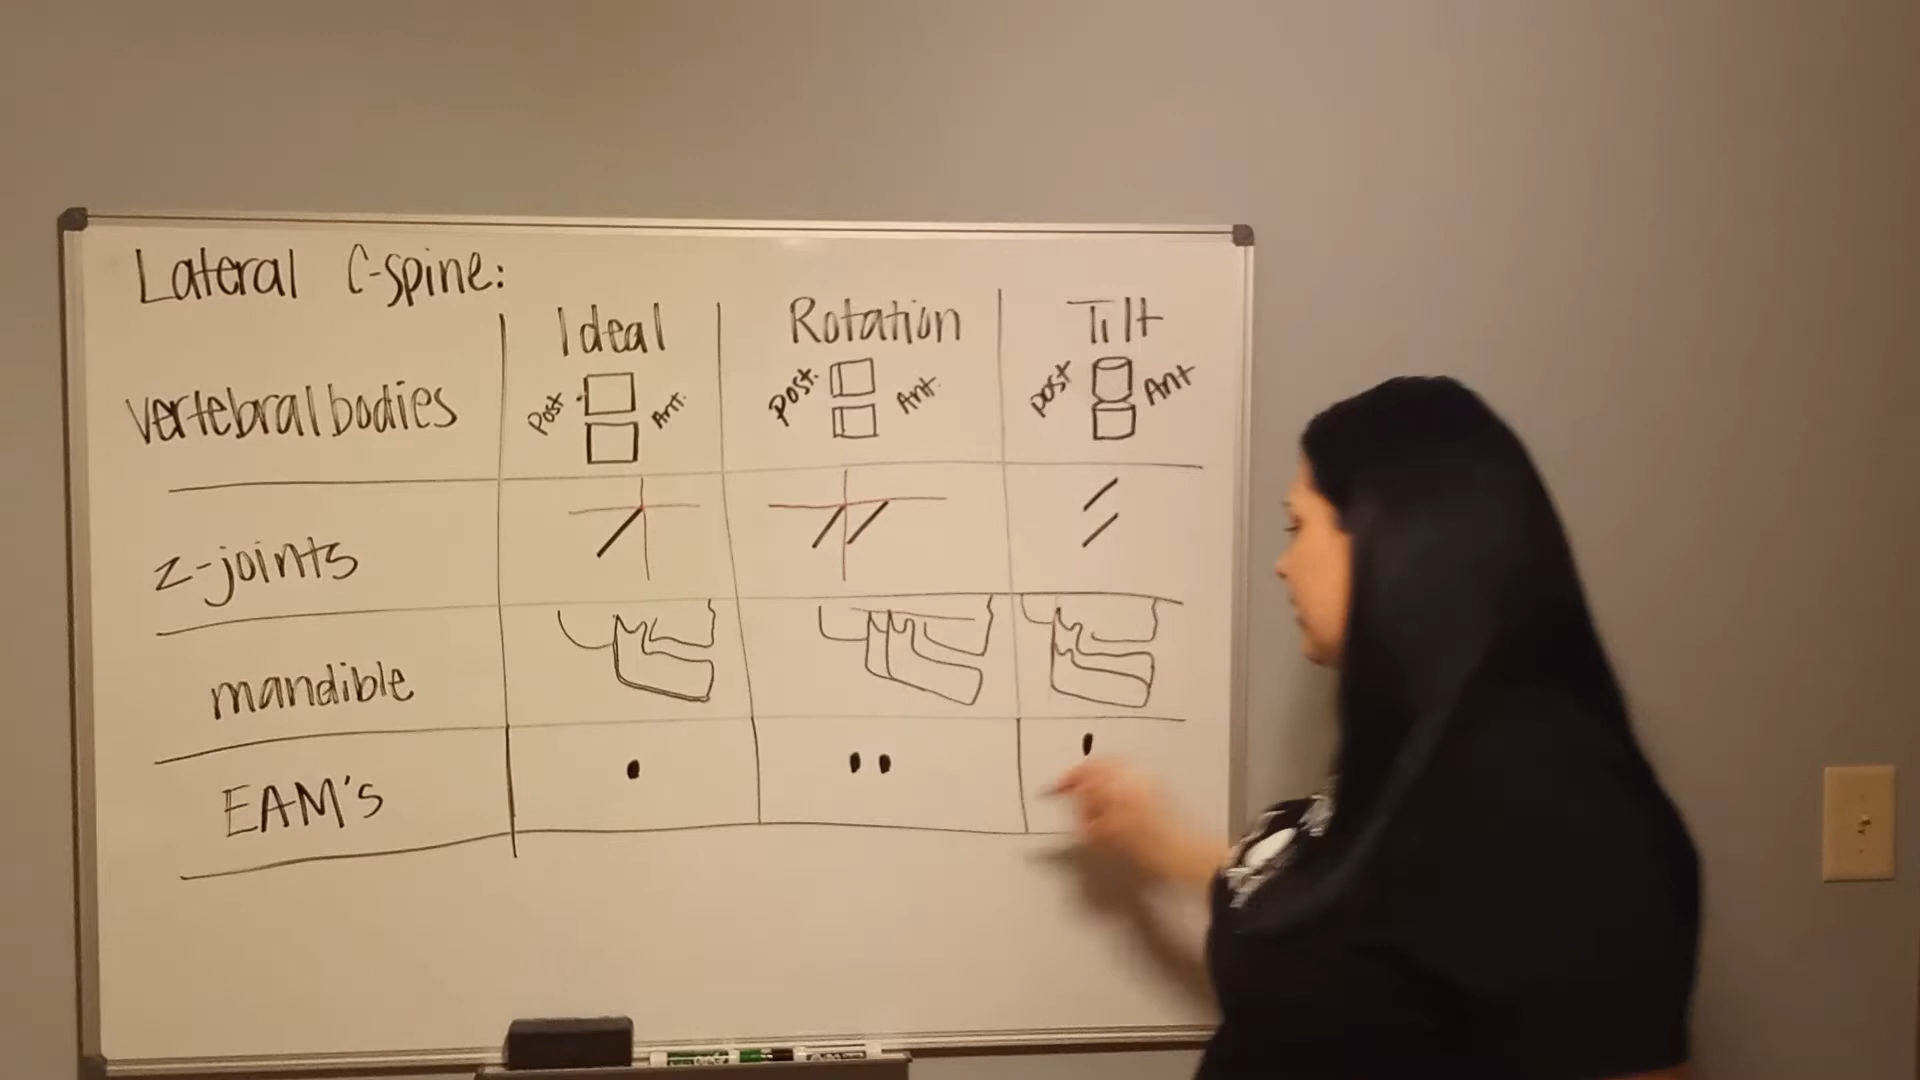 Lateral C-spine:
Ideal Rotation Tilt
vertebral bodies Post Ant. Post. Ant. post Ant
z-joints
mandible
EAM's